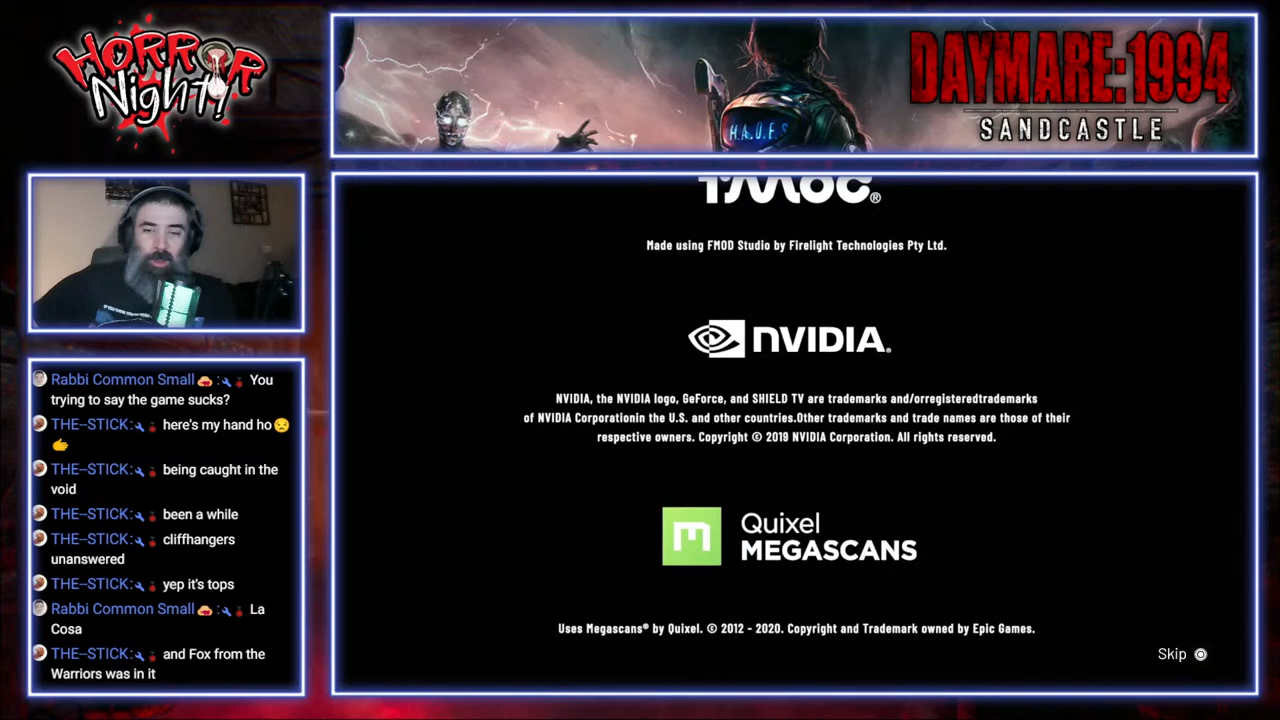 HORROR
Night!
DAYMARE:1994
SANDCASTLE
H.A.D.E.S
fmod®
Made using FMOD Studio by Firelight Technologies Pty Ltd.
NVIDIA.
NVIDIA, the NVIDIA logo, GeForce, and SHIELD TV are trademarks and/orregisteredtrademarks
of NVIDIA Corporationin the U.S. and other countries.Other trademarks and trade names are those of their
respective owners. Copyright © 2019 NVIDIA Corporation. All rights reserved.
Quixel
MEGASCANS
Uses Megascans® by Quixel. © 2012 - 2020. Copyright and Trademark owned by Epic Games.
Skip
Rabbi Common Small : You
trying to say the game sucks?
THE–STICK: here's my hand ho😒
🫱
THE–STICK: being caught in the
void
THE–STICK: been a while
THE–STICK: cliffhangers
unanswered
THE–STICK: yep it's tops
Rabbi Common Small : La
Cosa
THE–STICK: and Fox from the
Warriors was in it